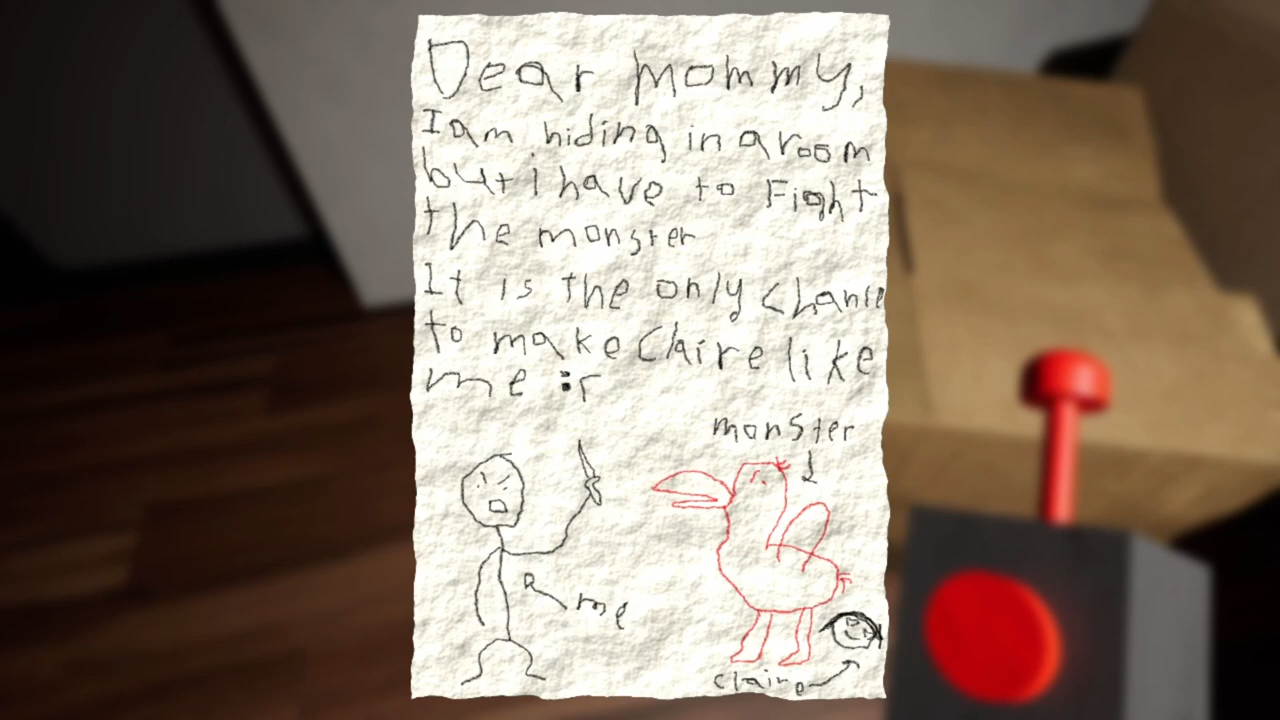 Dear mommy,
I am hiding in a room
but i have to Fight
the monster
It is the only chance
to make Claire like
me :r
monster
me
claire